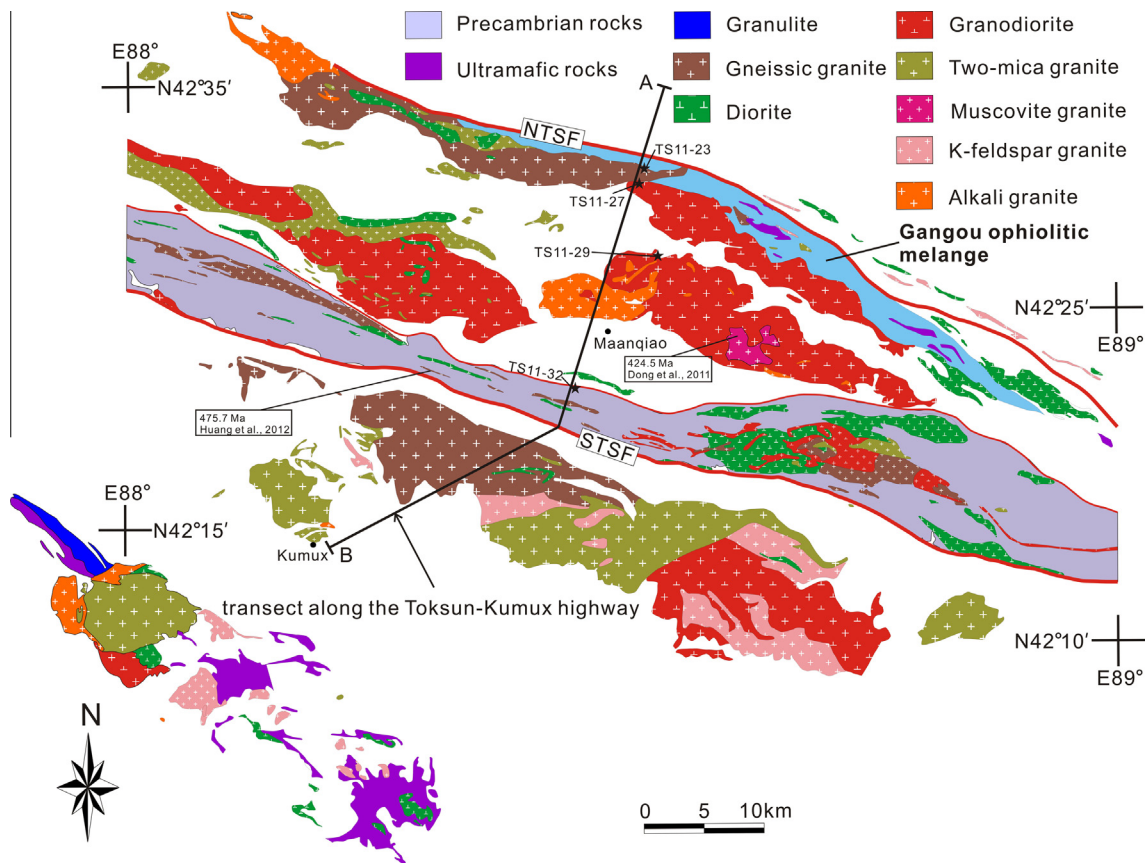 Precambrian rocks
Ultramafic rocks
Granulite
Gneissic granite
Diorite
Granodiorite
Two-mica granite
Muscovite granite
K-feldspar granite
Alkali granite
E88°
N42°35′
A
NTSF
TS11-23
TS11-27
TS11-29
Gangou ophiolitic
melange
N42°25′
E89°
Maanqiao
424.5 Ma
Dong et al., 2011
TS11-32
475.7 Ma
Huang et al., 2012
STSF
E88°
N42°15′
Kumux
B
transect along the Toksun-Kumux highway
N42°10′
E89°
N
0 5 10km